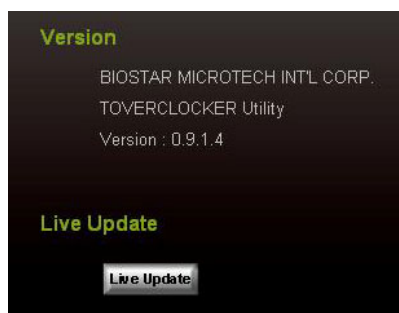 Version
BIOSTAR MICROTECH INT'L CORP.
TOVERCLOCKER Utility
Version : 0.9.1.4
Live Update
Live Update